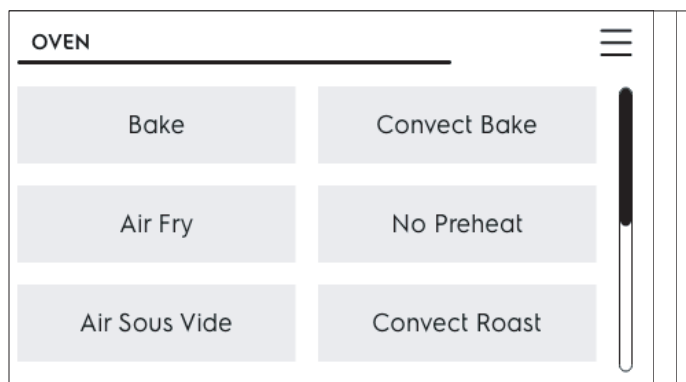 OVEN
Bake
Convect Bake
Air Fry
No Preheat
Air Sous Vide
Convect Roast